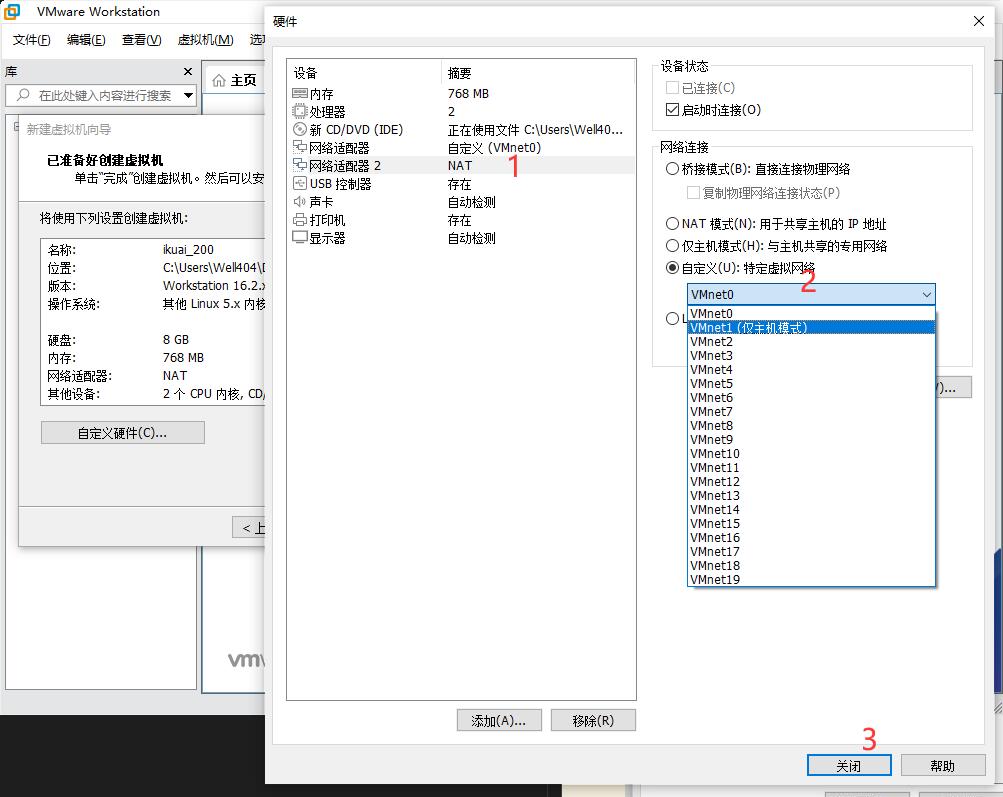 VMware Workstation
文件(F) 编辑(E) 查看(V) 虚拟机(M)
库
在此处键入内容进行搜索
主页
新建虚拟机向导
已准备好创建虚拟机
单击“完成”创建虚拟机。然后可以安
将使用下列设置创建虚拟机:
名称: ikuai_200
位置: C:\Users\Well404\
版本: Workstation 16.2.x
操作系统: 其他 Linux 5.x 内核
硬盘: 8 GB
内存: 768 MB
网络适配器: NAT
其他设备: 2 个 CPU 内核, CD/
自定义硬件(C)...
< 上
vmw
硬件
设备 摘要
内存 768 MB
处理器 2
新 CD/DVD (IDE) 正在使用文件 C:\Users\Well40...
网络适配器 自定义 (VMnet0)
网络适配器 2 NAT
1
USB 控制器 存在
声卡 自动检测
打印机 存在
显示器 自动检测
添加(A)... 移除(R)
设备状态
已连接(C)
启动时连接(O)
网络连接
桥接模式(B): 直接连接物理网络
复制物理网络连接状态(P)
NAT 模式(N): 用于共享主机的 IP 地址
仅主机模式(H): 与主机共享的专用网络
自定义(U): 特定虚拟网络
2
VMnet0
VMnet0
VMnet1 (仅主机模式)
VMnet2
VMnet3
VMnet4
VMnet5
VMnet6
VMnet7
VMnet8
VMnet9
VMnet10
VMnet11
VMnet12
VMnet13
VMnet14
VMnet15
VMnet16
VMnet17
VMnet18
VMnet19
3
关闭 帮助